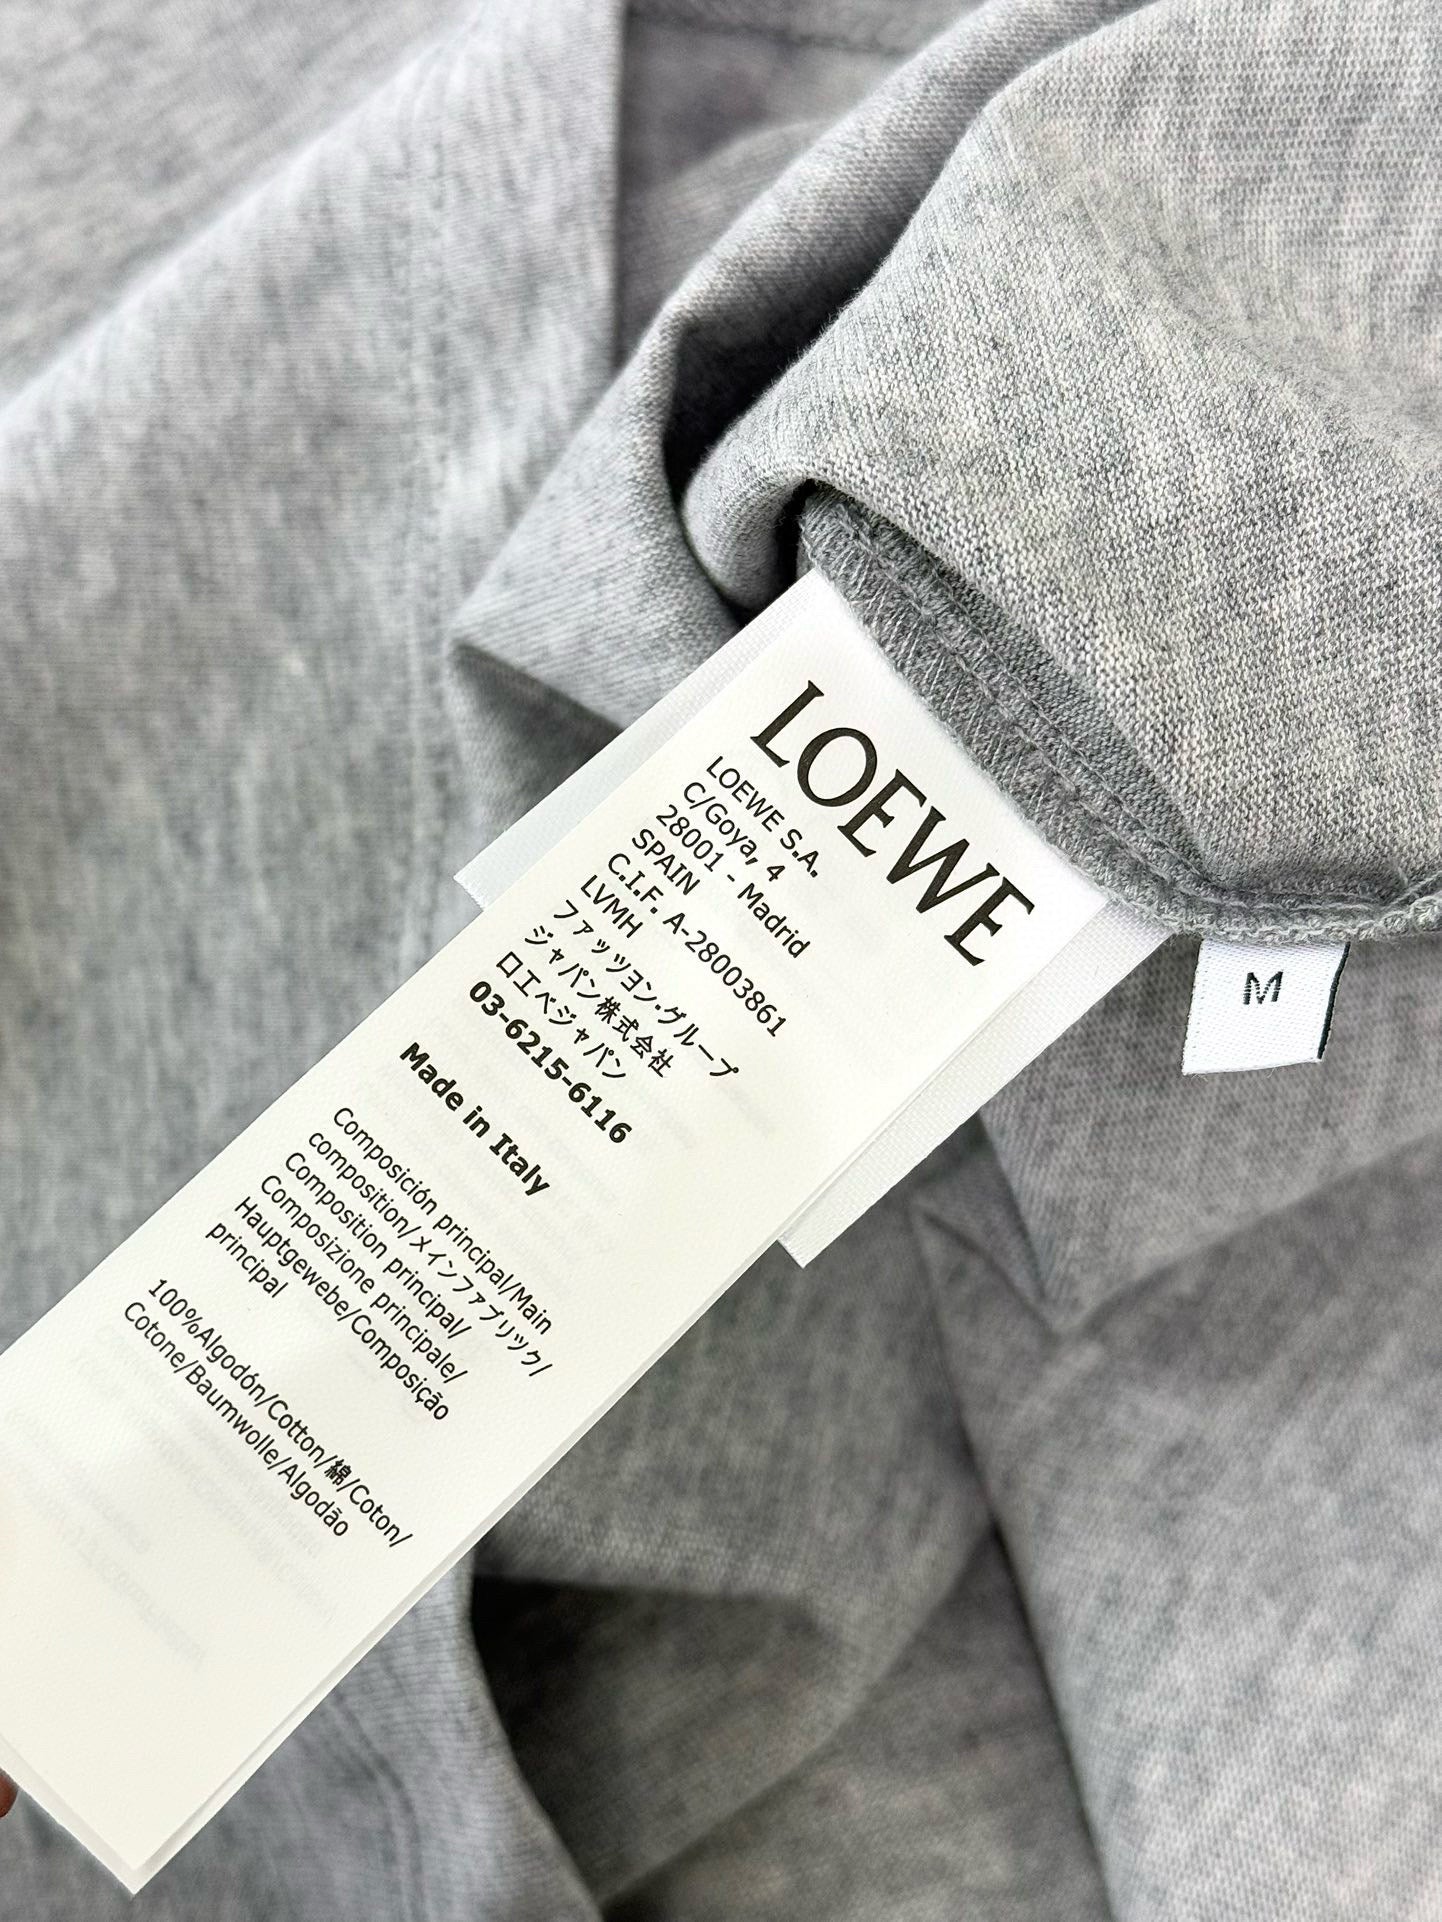 LOEWE
LOEWE S.A.
C/Goya, 4
28001 - Madrid
SPAIN
C.I.F. A-28003861
LVMH
ファッツヨン·グループ
ジャパン株式会社
ロエベジャパン
03-6215-6116
Made in Italy
Composición principal/Main
composition/メインファブリツク/
Composition principal/
Composizione principale/
Hauptgewebe/Composição
principal
100%Algodón/Cotton/綿/Coton/
Cotone/Baumwolle/Algodão
M